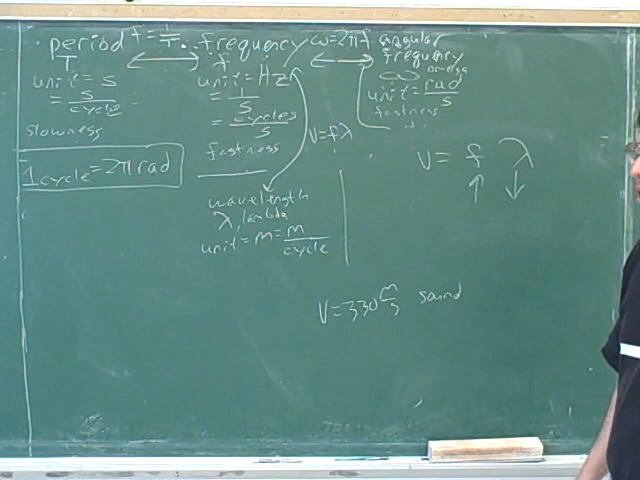 period f=1/T frequency ω=2πf angular frequency
T
unit = s
= s/cycle
slowness
1 cycle = 2π rad
f
unit = Hz
= 1/s
= cycles/s
fastness
ω omega
unit = rad/s
fastness
v=fλ
wavelength
λ, lambda
unit = m = m/cycle
v = f λ
↑ ↓
V=330 m/s sound